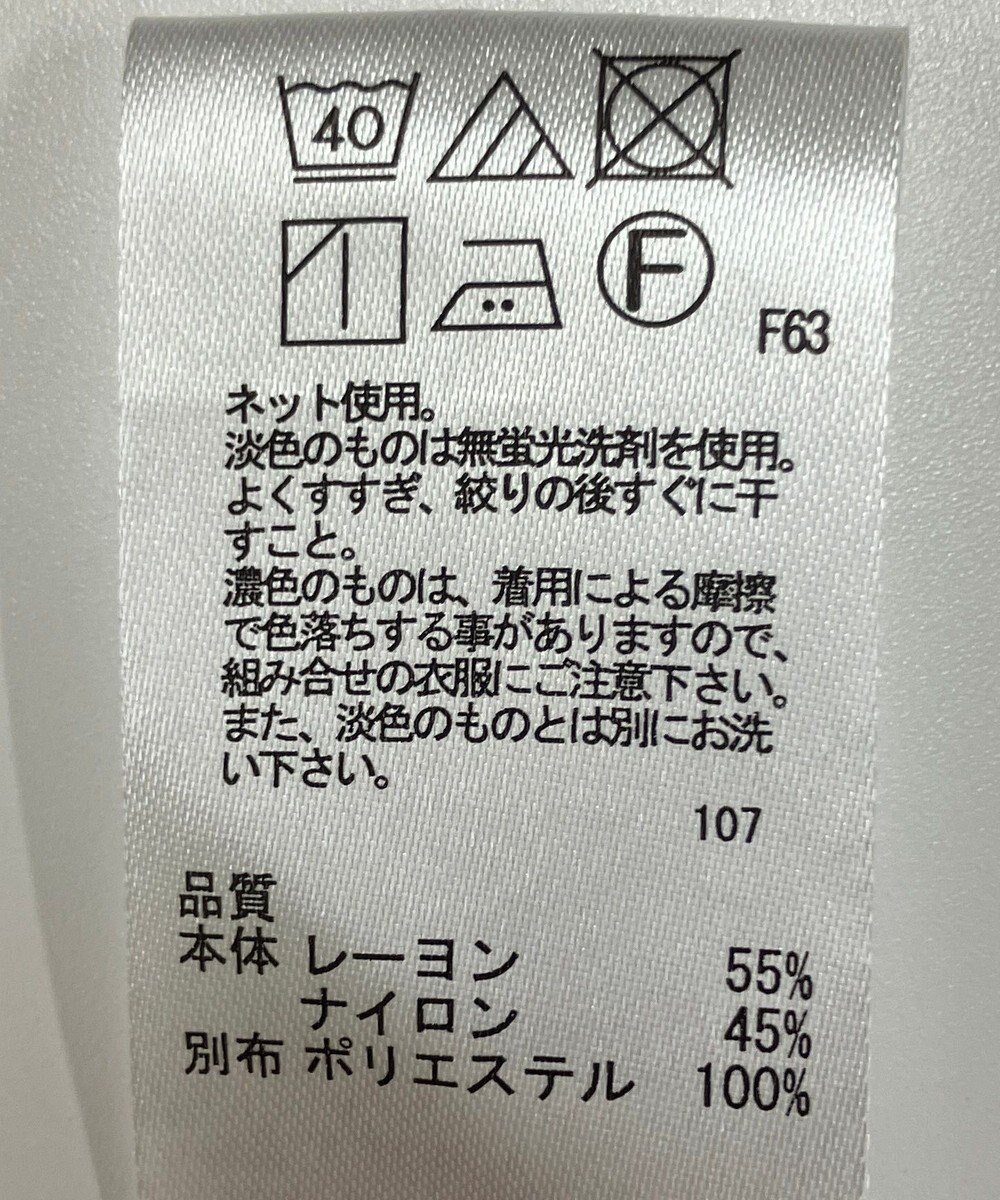 40
F
F63
ネット使用。
淡色のものは無蛍光洗剤を使用。
よくすすぎ、絞りの後すぐに干
すこと。
濃色のものは、着用による摩擦
で色落ちする事がありますので、
組み合せの衣服にご注意下さい。
また、淡色のものとは別にお洗
い下さい。
107
品質
本体 レーヨン 55%
ナイロン 45%
別布 ポリエステル 100%